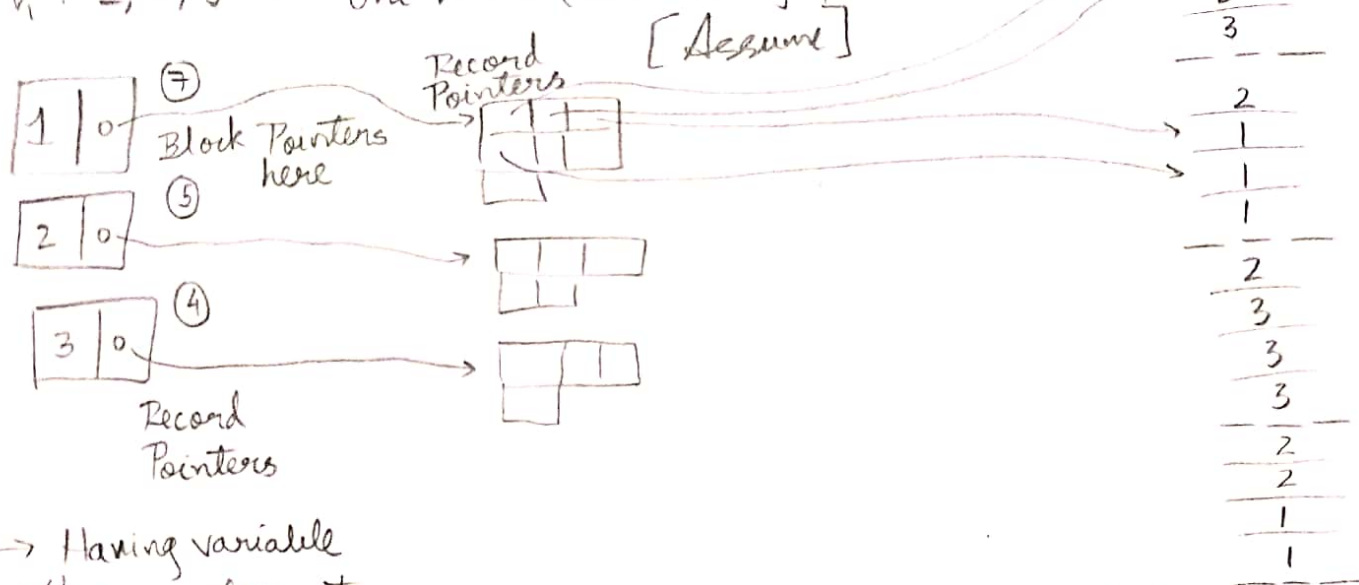 [Assume]
3
Record
Pointers
1 | 0 7
Block Pointers
here
2 | 0 5
3 | 0 4
Record
Pointers
2
1
1
1
2
3
3
3
2
2
1
1
→ Having variable